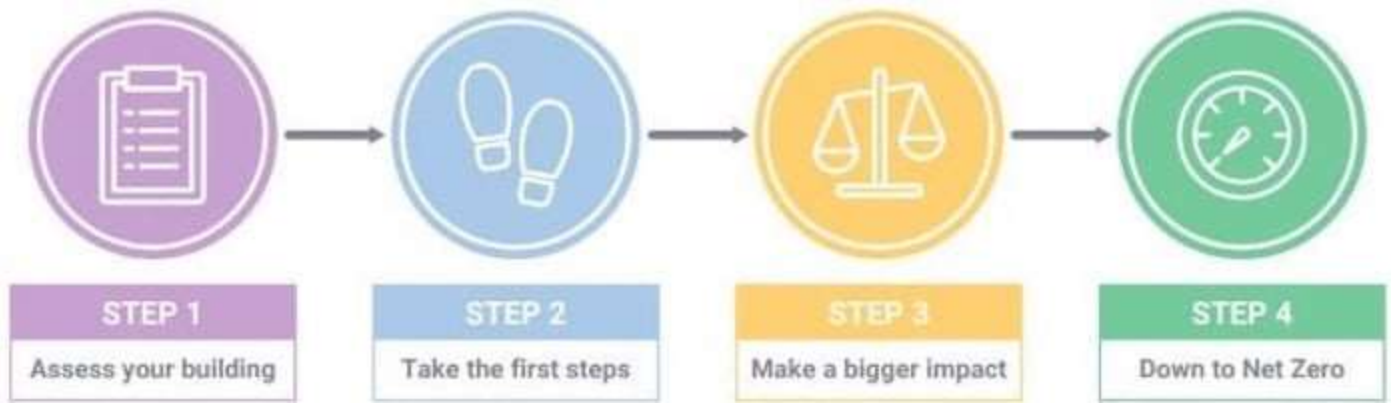 STEP 1
Assess your building
STEP 2
Take the first steps
STEP 3
Make a bigger impact
STEP 4
Down to Net Zero